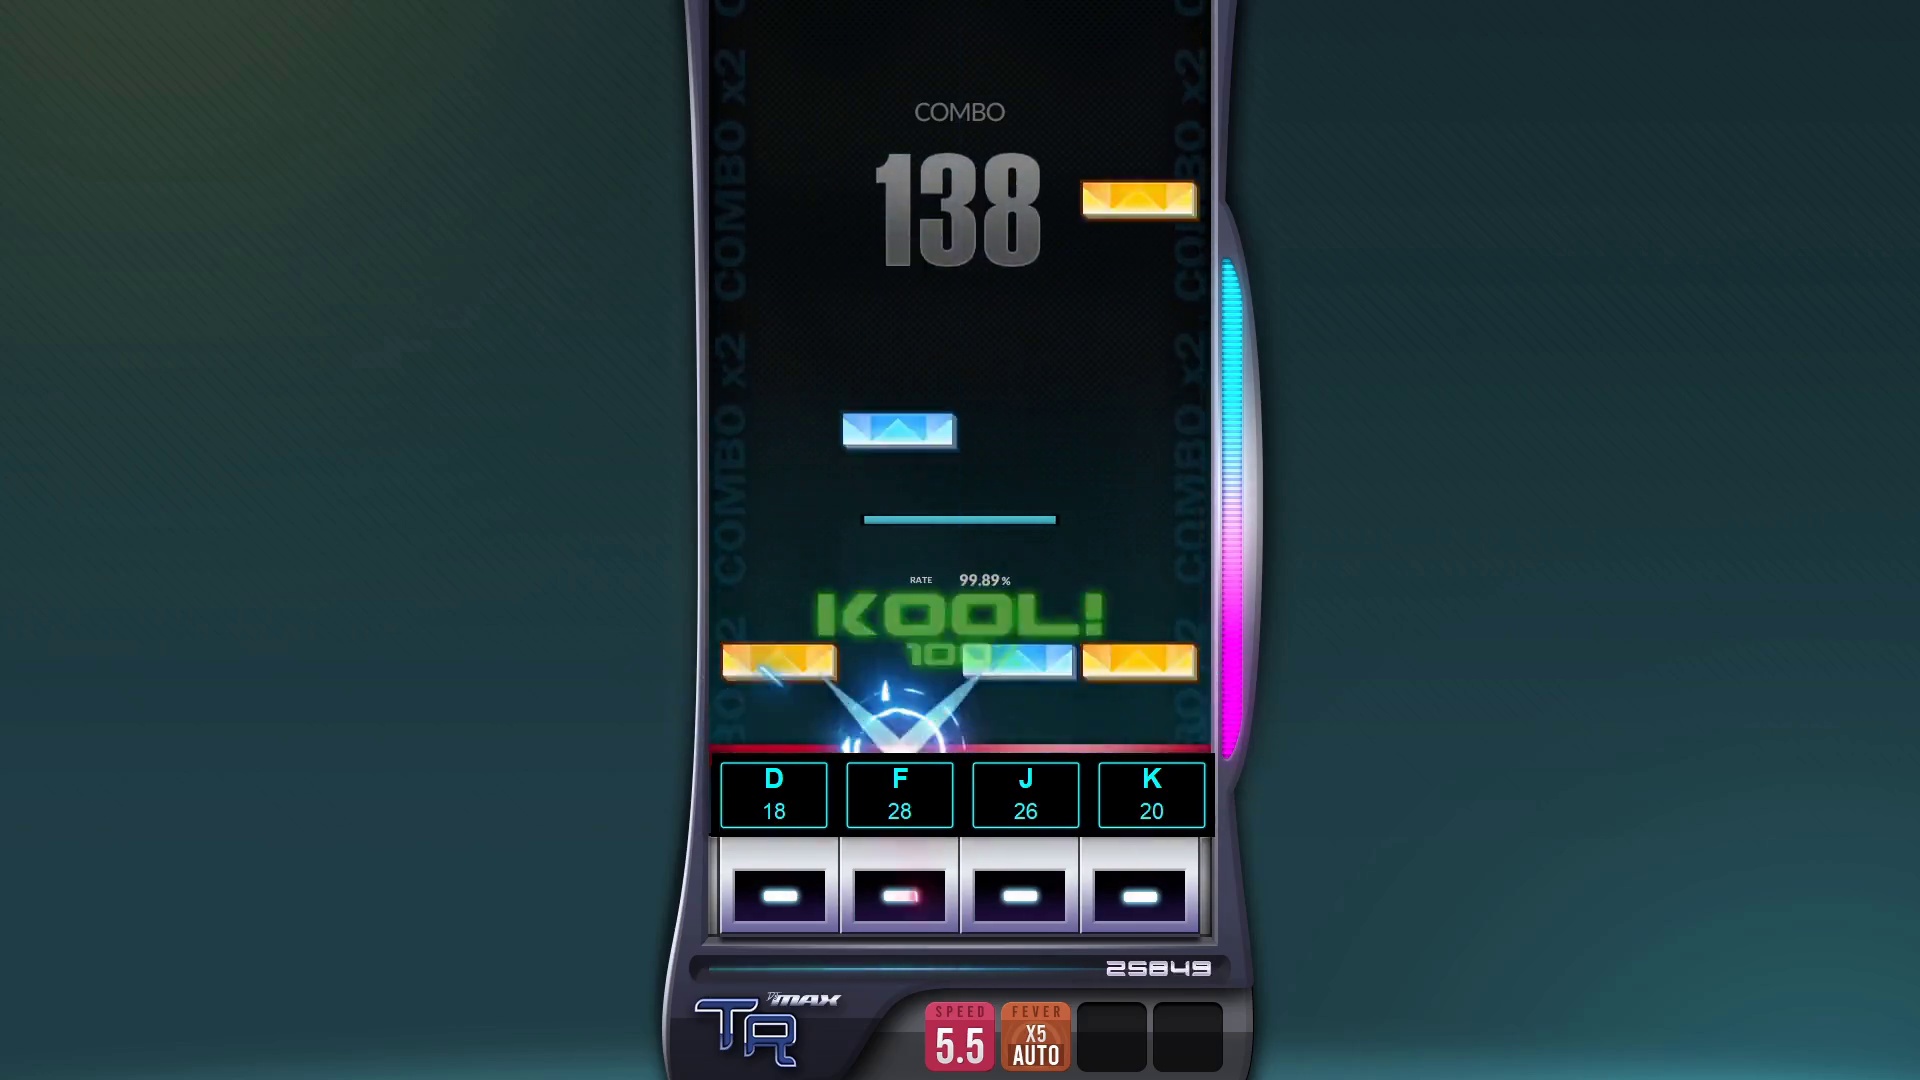 COMBO
138
COMBO x2
COMBO x2
COMBO x2
COMBO x2
RATE 99.89%
KOOL!
100
D F J K
18 28 26 20
25849
MAX
TR
SPEED
5.5
FEVER
X5
AUTO